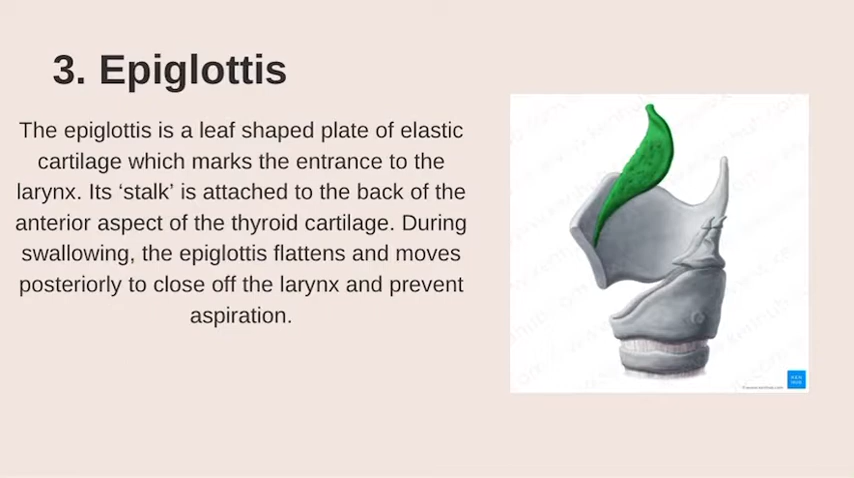 3. Epiglottis
The epiglottis is a leaf shaped plate of elastic
cartilage which marks the entrance to the
larynx. Its ‘stalk’ is attached to the back of the
anterior aspect of the thyroid cartilage. During
swallowing, the epiglottis flattens and moves
posteriorly to close off the larynx and prevent
aspiration.
KEN
HUB